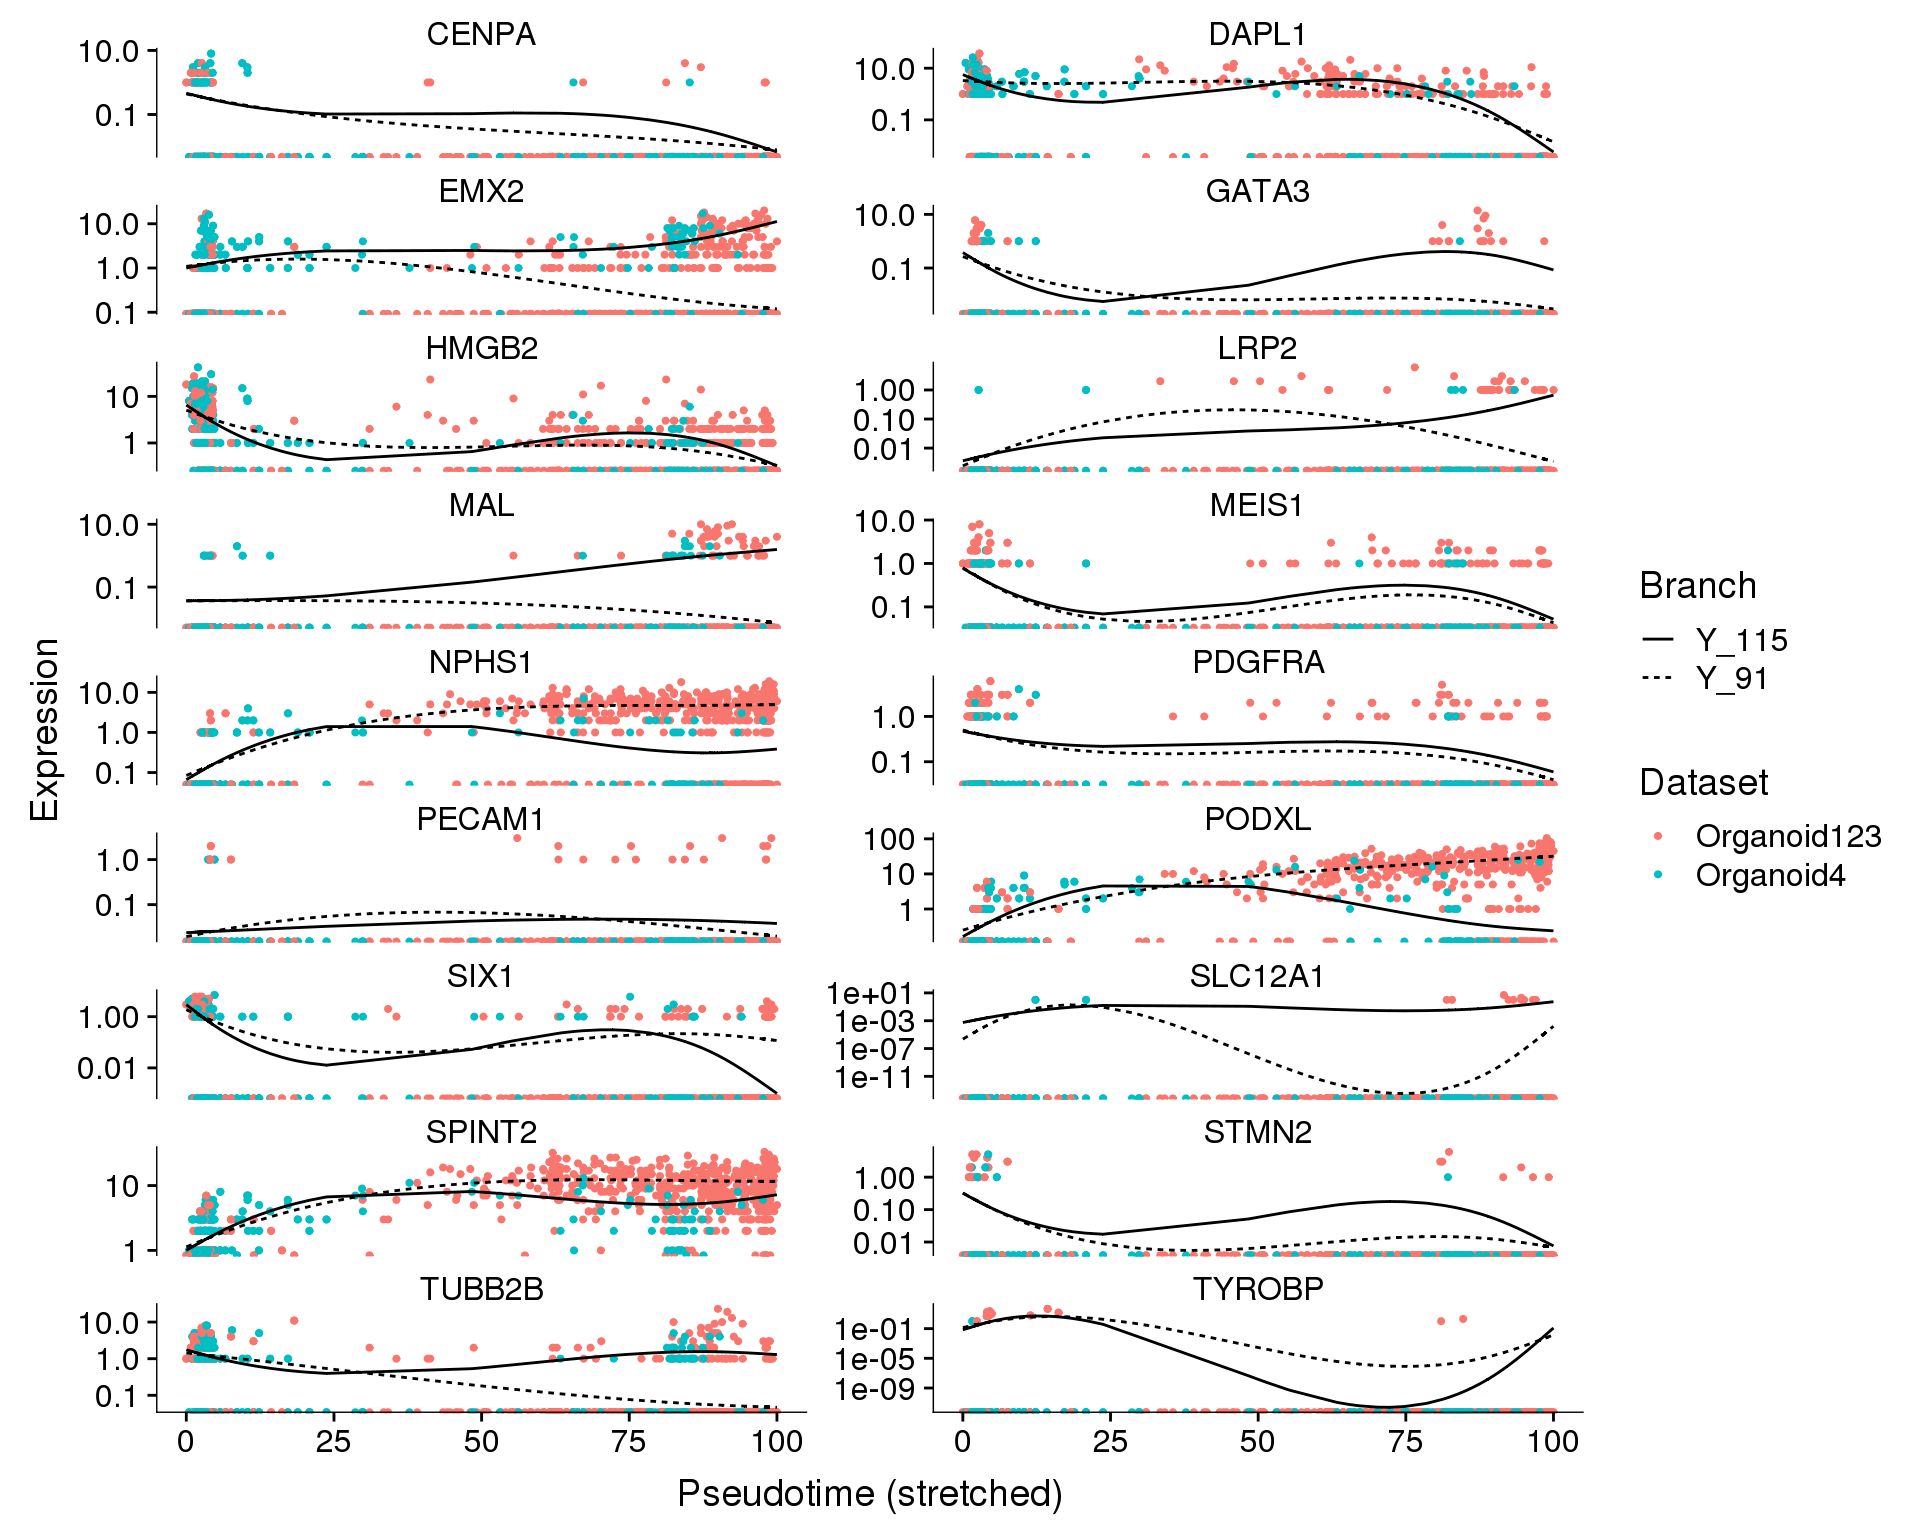 CENPA
DAPL1
10.0
0.1
10.0
0.1
EMX2
GATA3
10.0
1.0
0.1
10.0
0.1
HMGB2
LRP2
10
1
1.00
0.10
0.01
MAL
MEIS1
10.0
0.1
10.0
1.0
0.1
NPHS1
PDGFRA
10.0
1.0
0.1
1.0
0.1
PECAM1
PODXL
1.0
0.1
100
10
1
SIX1
SLC12A1
1.00
0.01
1e+01
1e-03
1e-07
1e-11
SPINT2
STMN2
10
1
1.00
0.10
0.01
TUBB2B
TYROBP
10.0
1.0
0.1
1e-01
1e-05
1e-09
0 25 50 75 100
0 25 50 75 100
Pseudotime (stretched)
Expression
Branch
Y_115
Y_91
Dataset
Organoid123
Organoid4